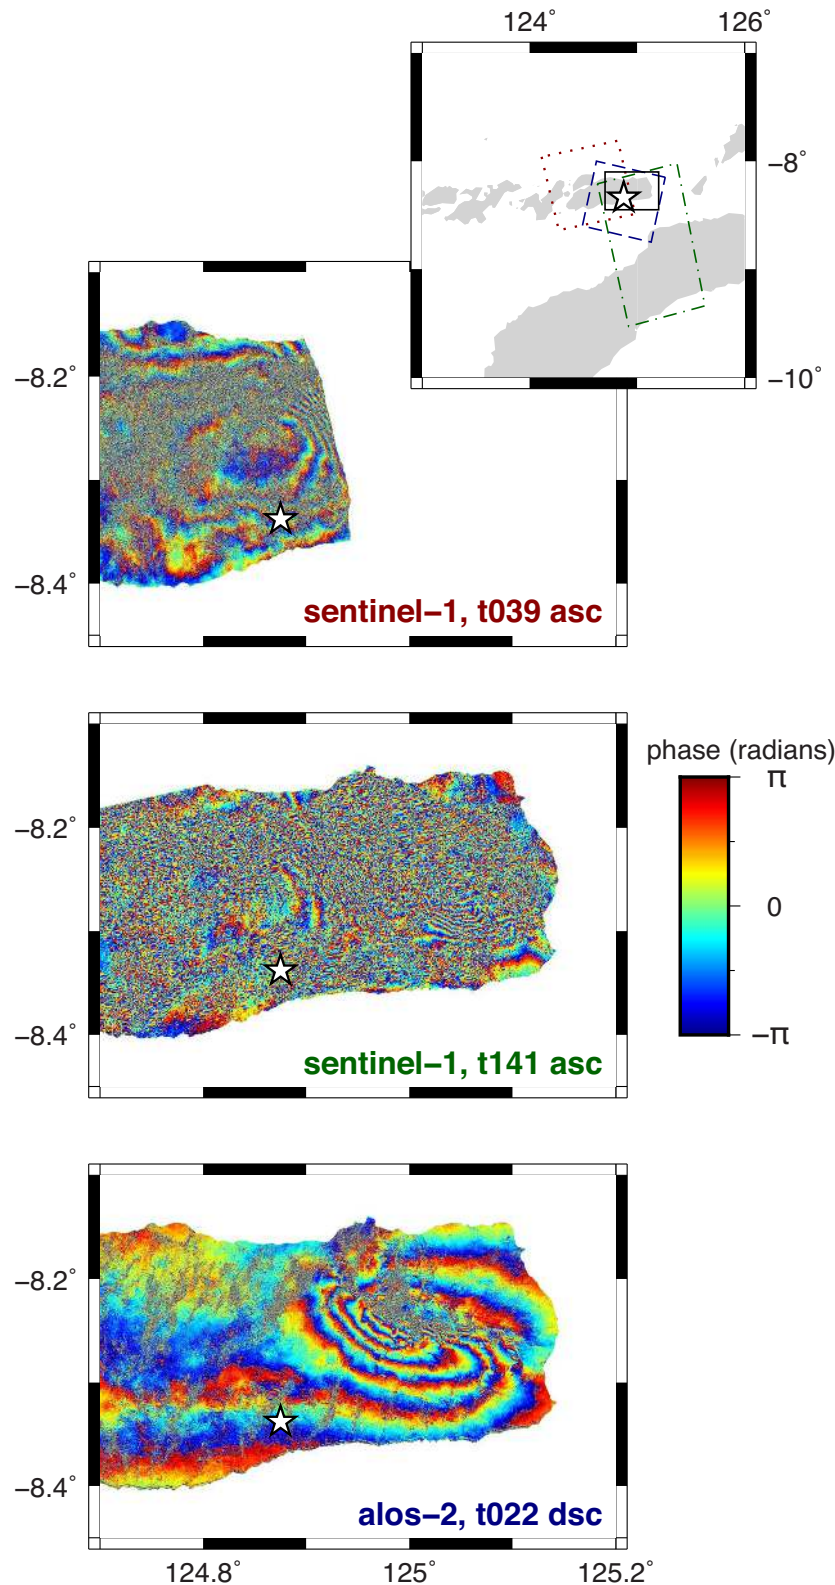 124˚ 126˚
−8˚
−10˚
−8.2˚
−8.4˚
sentinel−1, t039 asc
phase (radians)
π
0
−π
−8.2˚
−8.4˚
sentinel−1, t141 asc
−8.2˚
−8.4˚
alos−2, t022 dsc
124.8˚ 125˚ 125.2˚